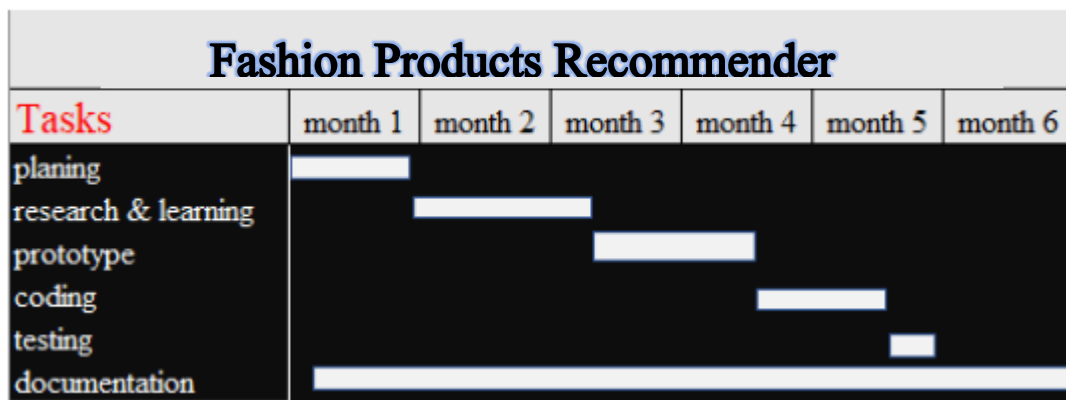 Fashion Products Recommender
Tasks month 1 month 2 month 3 month 4 month 5 month 6
planing
research & learning
prototype
coding
testing
documentation